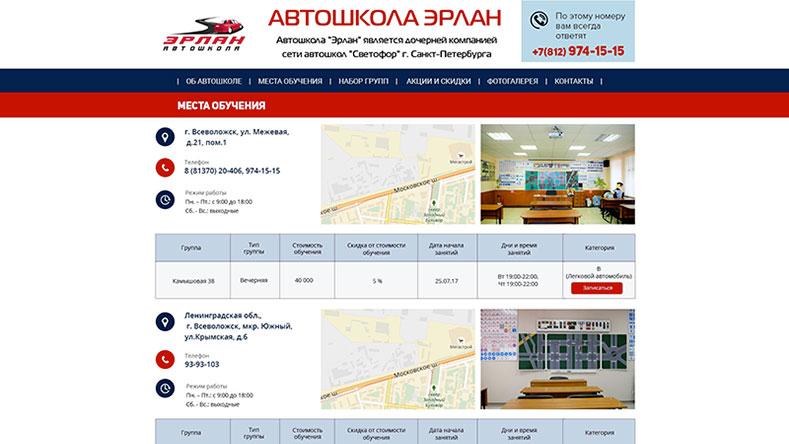 ЭРЛАН
АВТОШКОЛА
АВТОШКОЛА ЭРЛАН
Автошкола "Эрлан" является дочерней компанией
сети автошкол "Светофор" г. Санкт-Петербурга
По этому номеру
вам всегда
ответят
+7(812) 974-15-15
| ОБ АВТОШКОЛЕ | МЕСТА ОБУЧЕНИЯ | НАБОР ГРУПП | АКЦИИ И СКИДКИ | ФОТОГАЛЕРЕЯ | КОНТАКТЫ |
МЕСТА ОБУЧЕНИЯ
г. Всеволожск, ул. Межевая,
д.21, пом.1
Телефон
8 (81370) 20-406, 974-15-15
Режим работы
Пн. – Пт.: с 9:00 до 18:00
Сб. - Вс.: выходные
Мегастрой
Московское ш.
сквер
Западный
Бульвар
Группа Тип группы Стоимость обучения Скидка от стоимости обучения Дата начала занятий Дни и время занятий Категория
Камышовая 38 Вечерняя 40 000 5 % 25.07.17 Вт 19:00-22:00, Чт 19:00-22:00 B (Легковой автомобиль)
Записаться
Ленинградская обл.,
г. Всеволожск, мкр. Южный,
ул.Крымская, д.6
Телефон
93-93-103
Режим работы
Пн. – Пт.: с 9:00 до 18:00
Сб. - Вс.: выходные
Мегастрой
Московское ш.
сквер
Западный
Бульвар
Группа Тип группы Стоимость обучения Скидка от стоимости обучения Дата начала занятий Дни и время занятий Категория